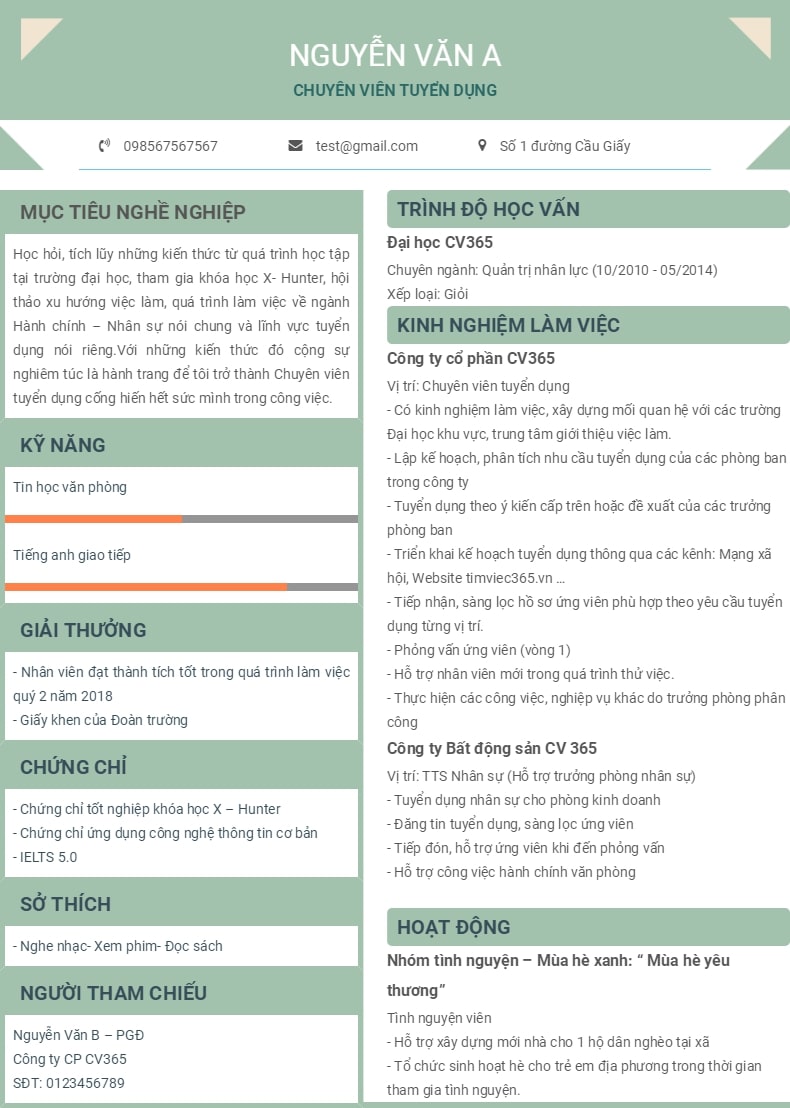 NGUYỄN VĂN A
CHUYÊN VIÊN TUYỂN DỤNG
098567567567
test@gmail.com
Số 1 đường Cầu Giấy
MỤC TIÊU NGHỀ NGHIỆP
Học hỏi, tích lũy những kiến thức từ quá trình học tập
tại trường đại học, tham gia khóa học X- Hunter, hội
thảo xu hướng việc làm, quá trình làm việc về ngành
Hành chính – Nhân sự nói chung và lĩnh vực tuyển
dụng nói riêng.Với những kiến thức đó cộng sự
nghiêm túc là hành trang để tôi trở thành Chuyên viên
tuyển dụng cống hiến hết sức mình trong công việc.
KỸ NĂNG
Tin học văn phòng
Tiếng anh giao tiếp
GIẢI THƯỞNG
- Nhân viên đạt thành tích tốt trong quá trình làm việc
quý 2 năm 2018
- Giấy khen của Đoàn trường
CHỨNG CHỈ
- Chứng chỉ tốt nghiệp khóa học X – Hunter
- Chứng chỉ ứng dụng công nghệ thông tin cơ bản
- IELTS 5.0
SỞ THÍCH
- Nghe nhạc- Xem phim- Đọc sách
NGƯỜI THAM CHIẾU
Nguyễn Văn B – PGĐ
Công ty CP CV365
SĐT: 0123456789
TRÌNH ĐỘ HỌC VẤN
Đại học CV365
Chuyên ngành: Quản trị nhân lực (10/2010 - 05/2014)
Xếp loại: Giỏi
KINH NGHIỆM LÀM VIỆC
Công ty cổ phần CV365
Vị trí: Chuyên viên tuyển dụng
- Có kinh nghiệm làm việc, xây dựng mối quan hệ với các trường
Đại học khu vực, trung tâm giới thiệu việc làm.
- Lập kế hoạch, phân tích nhu cầu tuyển dụng của các phòng ban
trong công ty
- Tuyển dụng theo ý kiến cấp trên hoặc đề xuất của các trưởng
phòng ban
- Triển khai kế hoạch tuyển dụng thông qua các kênh: Mạng xã
hội, Website timviec365.vn …
- Tiếp nhận, sàng lọc hồ sơ ứng viên phù hợp theo yêu cầu tuyển
dụng từng vị trí.
- Phỏng vấn ứng viên (vòng 1)
- Hỗ trợ nhân viên mới trong quá trình thử việc.
- Thực hiện các công việc, nghiệp vụ khác do trưởng phòng phân
công
Công ty Bất động sản CV 365
Vị trí: TTS Nhân sự (Hỗ trợ trưởng phòng nhân sự)
- Tuyển dụng nhân sự cho phòng kinh doanh
- Đăng tin tuyển dụng, sàng lọc ứng viên
- Tiếp đón, hỗ trợ ứng viên khi đến phỏng vấn
- Hỗ trợ công việc hành chính văn phòng
HOẠT ĐỘNG
Nhóm tình nguyện – Mùa hè xanh: “ Mùa hè yêu
thương”
Tình nguyện viên
- Hỗ trợ xây dựng mới nhà cho 1 hộ dân nghèo tại xã
- Tổ chức sinh hoạt hè cho trẻ em địa phương trong thời gian
tham gia tình nguyện.